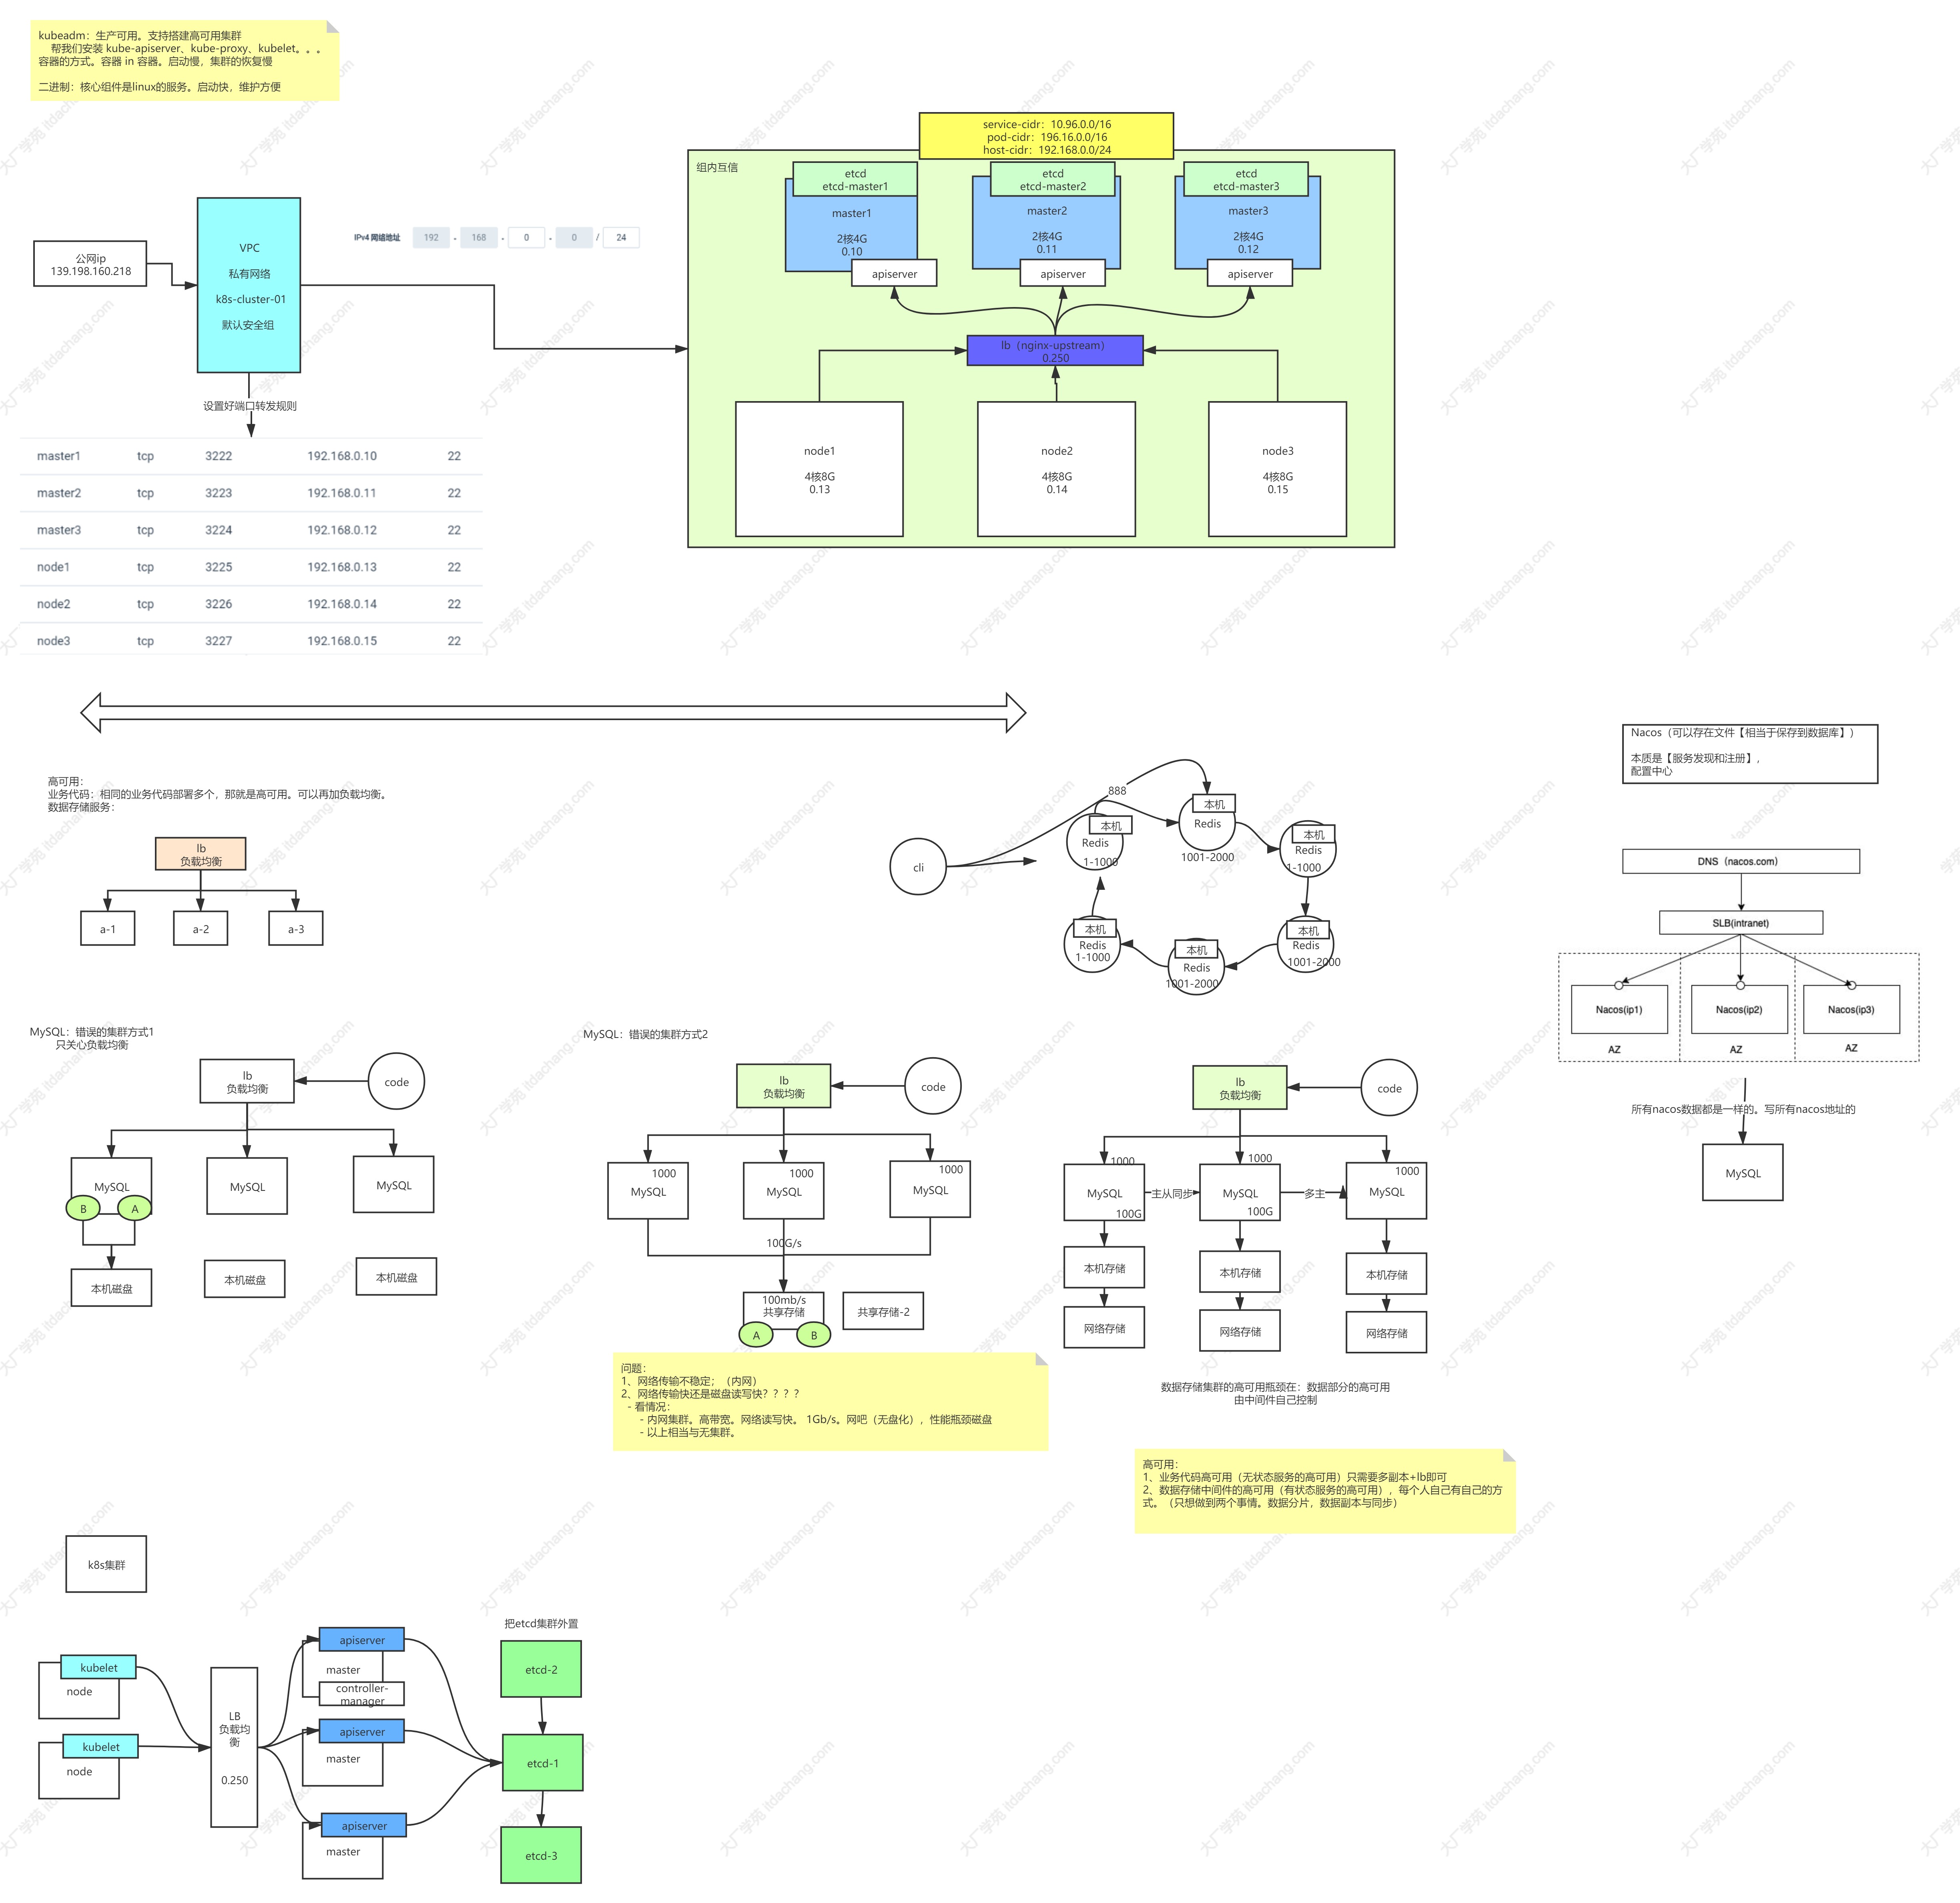 kubeadm：生产可用。支持搭建高可用集群
帮我们安装 kube-apiserver、kube-proxy、kubelet。。。
容器的方式。容器 in 容器。启动慢，集群的恢复慢
二进制：核心组件是linux的服务。启动快，维护方便
service-cidr：10.96.0.0/16
pod-cidr：196.16.0.0/16
host-cidr：192.168.0.0/24
组内互信
etcd
etcd-master1
master1
2核4G
0.10
apiserver
etcd
etcd-master2
master2
2核4G
0.11
apiserver
etcd
etcd-master3
master3
2核4G
0.12
apiserver
lb（nginx-upstream）
0.250
node1
4核8G
0.13
node2
4核8G
0.14
node3
4核8G
0.15
公网ip
139.198.160.218
VPC
私有网络
k8s-cluster-01
默认安全组
IPv4 网络地址 192 . 168 . 0 . 0 / 24
设置好端口转发规则
master1 tcp 3222 192.168.0.10 22
master2 tcp 3223 192.168.0.11 22
master3 tcp 3224 192.168.0.12 22
node1 tcp 3225 192.168.0.13 22
node2 tcp 3226 192.168.0.14 22
node3 tcp 3227 192.168.0.15 22
高可用：
业务代码：相同的业务代码部署多个，那就是高可用。可以再加负载均衡。
数据存储服务：
lb
负载均衡
a-1
a-2
a-3
cli
888
本机
Redis
1-1000
本机
Redis
1001-2000
本机
Redis
1-1000
本机
Redis
1001-2000
本机
Redis
1001-2000
本机
Redis
1-1000
Nacos（可以存在文件【相当于保存到数据库】）
本质是【服务发现和注册】，
配置中心
DNS（nacos.com）
SLB(intranet)
Nacos(ip1)
Nacos(ip2)
Nacos(ip3)
AZ
AZ
AZ
所有nacos数据都是一样的。写所有nacos地址的
MySQL
MySQL：错误的集群方式1
只关心负载均衡
lb
负载均衡
code
MySQL
B
A
MySQL
MySQL
本机磁盘
本机磁盘
本机磁盘
MySQL：错误的集群方式2
lb
负载均衡
code
1000
MySQL
1000
MySQL
1000
MySQL
100G/s
100mb/s
共享存储
A
B
共享存储-2
问题：
1、网络传输不稳定；（内网）
2、网络传输快还是磁盘读写快？？？？
- 看情况：
- 内网集群。高带宽。网络读写快。 1Gb/s。网吧（无盘化），性能瓶颈磁盘
- 以上相当与无集群。
lb
负载均衡
code
1000
MySQL
100G
主从同步
1000
MySQL
100G
多主
1000
MySQL
本机存储
本机存储
本机存储
网络存储
网络存储
网络存储
数据存储集群的高可用瓶颈在：数据部分的高可用
由中间件自己控制
高可用：
1、业务代码高可用（无状态服务的高可用）只需要多副本+lb即可
2、数据存储中间件的高可用（有状态服务的高可用），每个人自己有自己的方
式。（只想做到两个事情。数据分片，数据副本与同步）
k8s集群
kubelet
node
kubelet
node
LB
负载均
衡
0.250
apiserver
master
controller-
manager
apiserver
master
apiserver
master
把etcd集群外置
etcd-2
etcd-1
etcd-3
大厂学苑 itdachang.com